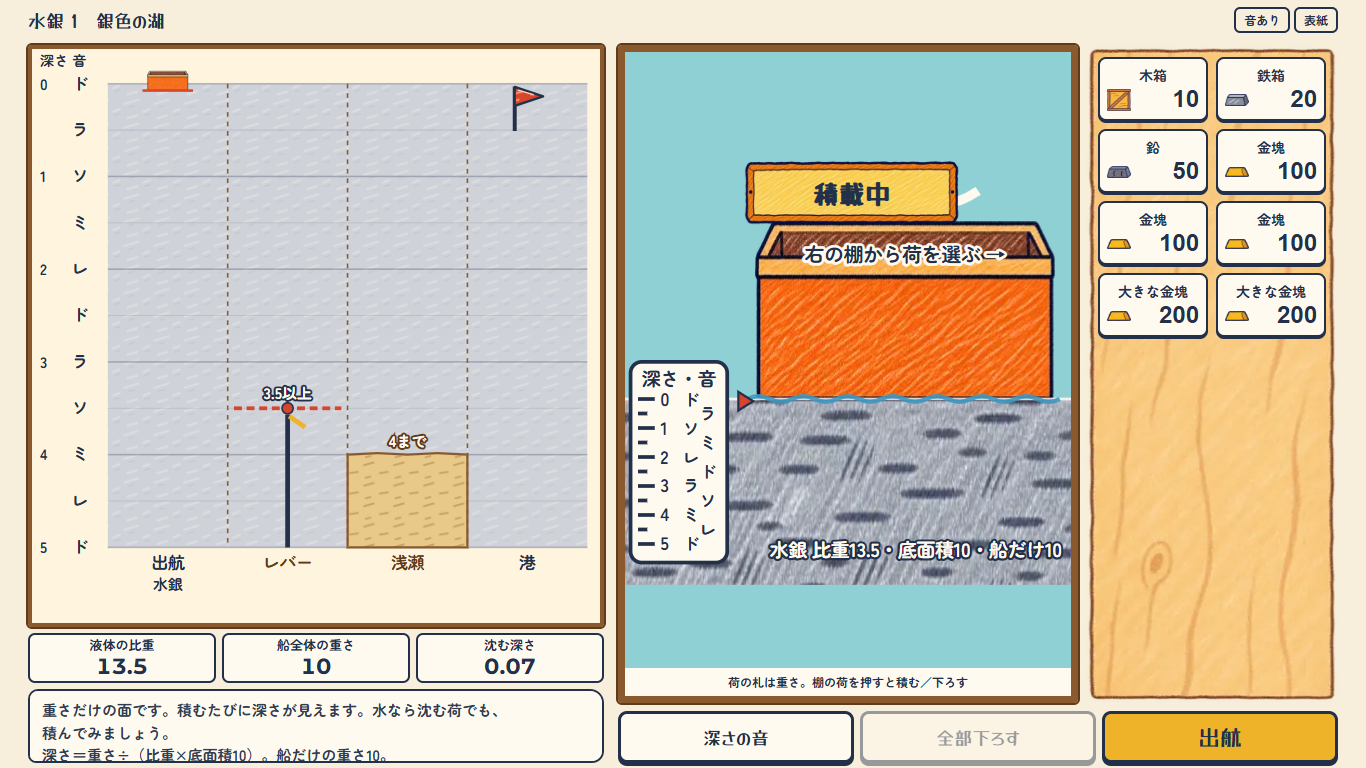 水銀 1 銀色の湖
音あり
表紙
深さ 音
0 ド
ラ
1 ソ
ミ
2 レ
ド
3 ラ
ソ
4 ミ
レ
5 ド
3.5以上
4まで
出航
レバー
浅瀬
港
水銀
液体の比重
13.5
船全体の重さ
10
沈む深さ
0.07
重さだけの面です。積むたびに深さが見えます。水なら沈む荷でも、
積んでみましょう。
深さ＝重さ÷（比重×底面積10）。船だけの重さ10。
積載中
右の棚から荷を選ぶ→
深さ・音
0 ド
ラ
1 ソ
ミ
2 レ
ド
3 ラ
ソ
4 ミ
レ
5 ド
水銀 比重13.5・底面積10・船だけ10
荷の札は重さ。棚の荷を押すと積む／下ろす
深さの音
全部下ろす
出航
木箱
10
鉄箱
20
鉛
50
金塊
100
金塊
100
金塊
100
大きな金塊
200
大きな金塊
200